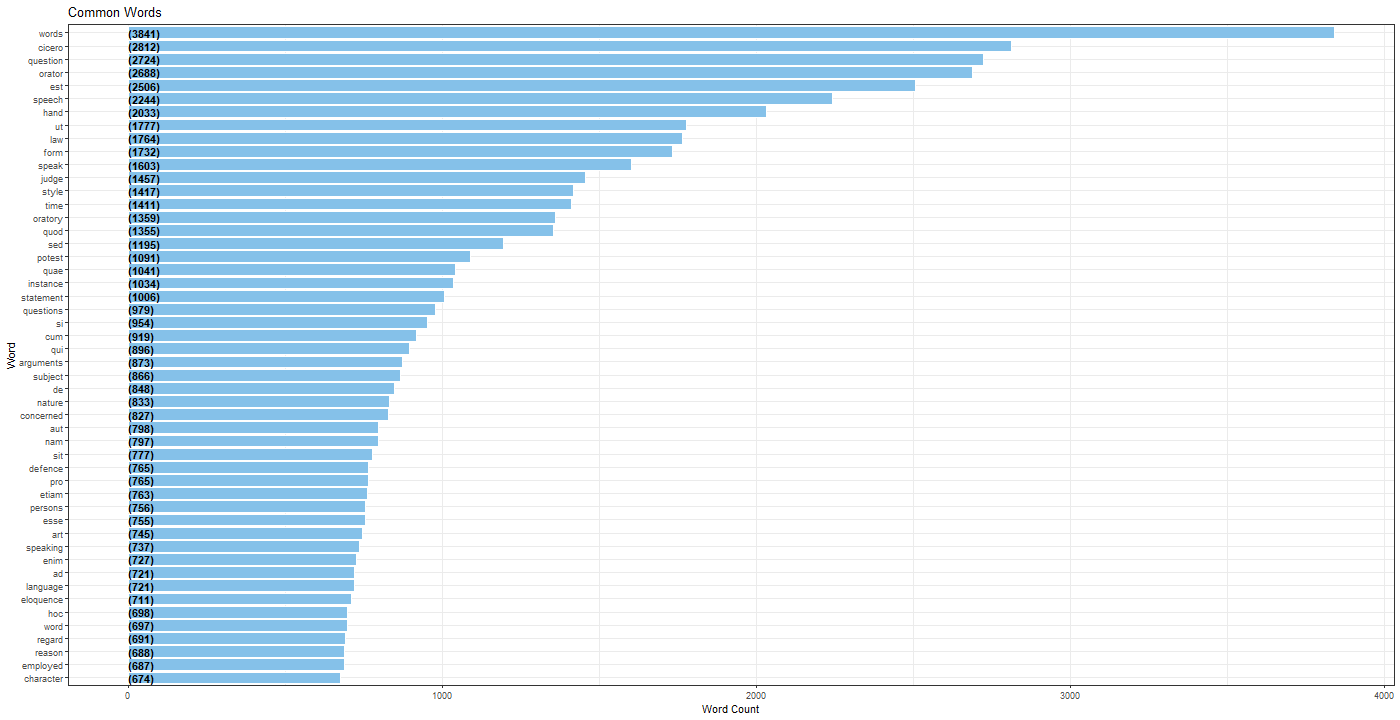 Common Words
words (3841)
cicero (2812)
question (2724)
orator (2688)
est (2506)
speech (2244)
hand (2033)
ut (1777)
law (1764)
form (1732)
speak (1603)
judge (1457)
style (1417)
time (1411)
oratory (1359)
quod (1355)
sed (1195)
potest (1091)
quae (1041)
instance (1034)
statement (1006)
questions (979)
si (954)
cum (919)
qui (896)
arguments (873)
subject (866)
de (848)
nature (833)
concerned (827)
aut (798)
nam (797)
sit (777)
defence (765)
pro (765)
etiam (763)
persons (756)
esse (755)
art (745)
speaking (737)
enim (727)
ad (721)
language (721)
eloquence (711)
hoc (698)
word (697)
regard (691)
reason (688)
employed (687)
character (674)
Word
0 1000 2000 3000 4000
Word Count